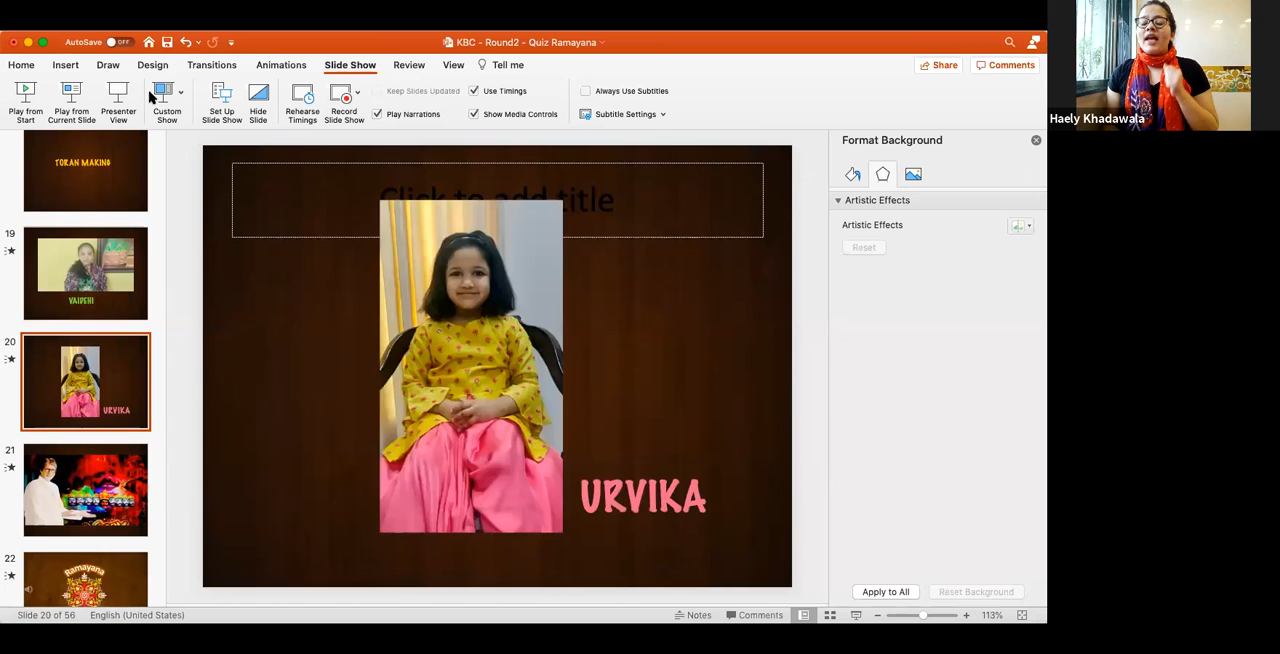 AutoSave OFF
KBC - Round2 - Quiz Ramayana
Home Insert Draw Design Transitions Animations Slide Show Review View Tell me
Share Comments
Play from Start
Play from Current Slide
Presenter View
Custom Show
Set Up Slide Show
Hide Slide
Rehearse Timings
Record Slide Show
Keep Slides Updated
Use Timings
Always Use Subtitles
Play Narrations
Show Media Controls
Subtitle Settings
Haely Khadawala
TORAN MAKING
19
VAIDEHI
20
URVIKA
21
22
Ramayana
Click to add title
URVIKA
Format Background
Artistic Effects
Artistic Effects
Reset
Apply to All
Reset Background
Slide 20 of 56
English (United States)
Notes
Comments
113%